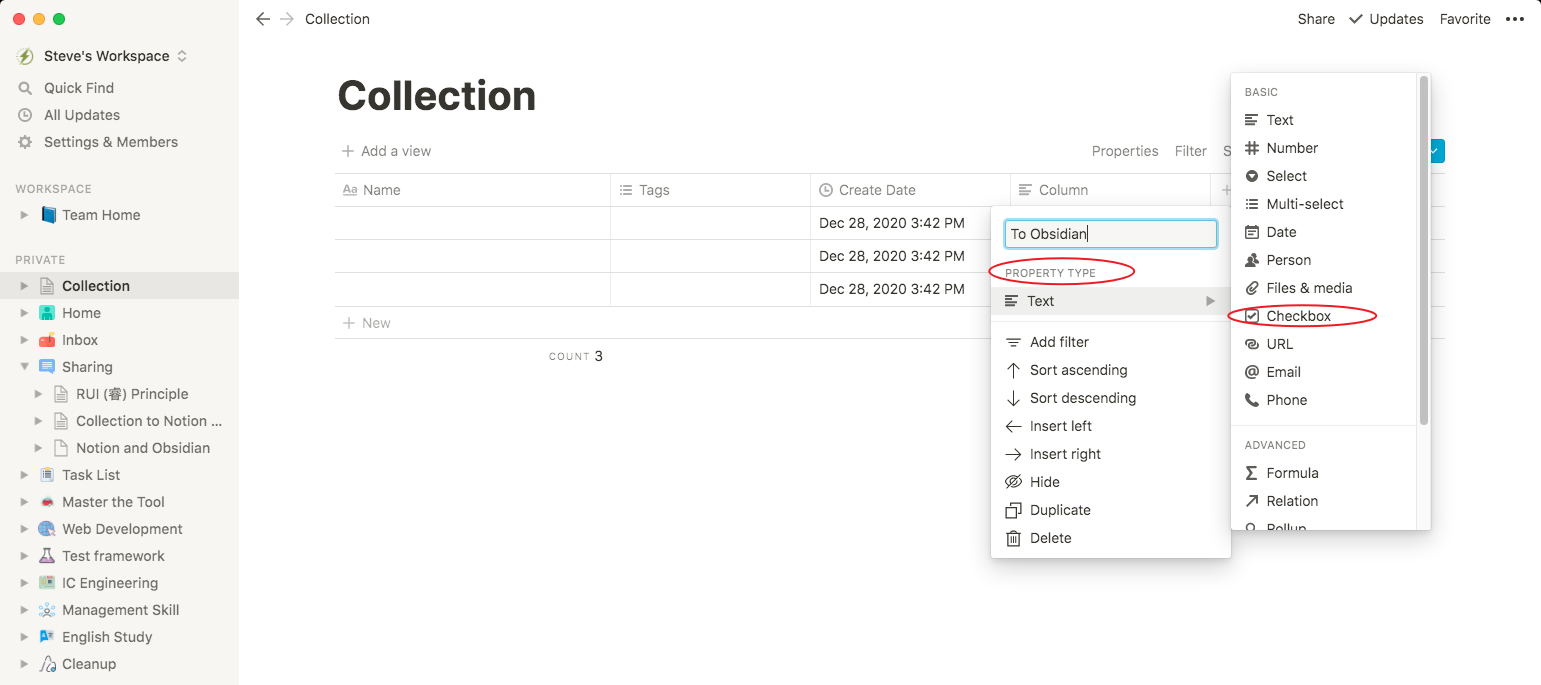 Collection
Share
Updates
Favorite
Steve's Workspace
Quick Find
All Updates
Settings & Members
WORKSPACE
Team Home
PRIVATE
Collection
Home
Inbox
Sharing
RUI (睿) Principle
Collection to Notion ...
Notion and Obsidian
Task List
Master the Tool
Web Development
Test framework
IC Engineering
Management Skill
English Study
Cleanup
Collection
Add a view
Properties
Filter
S
Aa Name
Tags
Create Date
Column
Dec 28, 2020 3:42 PM
Dec 28, 2020 3:42 PM
Dec 28, 2020 3:42 PM
New
COUNT 3
To Obsidian
PROPERTY TYPE
Text
Add filter
Sort ascending
Sort descending
Insert left
Insert right
Hide
Duplicate
Delete
BASIC
Text
Number
Select
Multi-select
Date
Person
Files & media
Checkbox
URL
Email
Phone
ADVANCED
Formula
Relation
Rollup